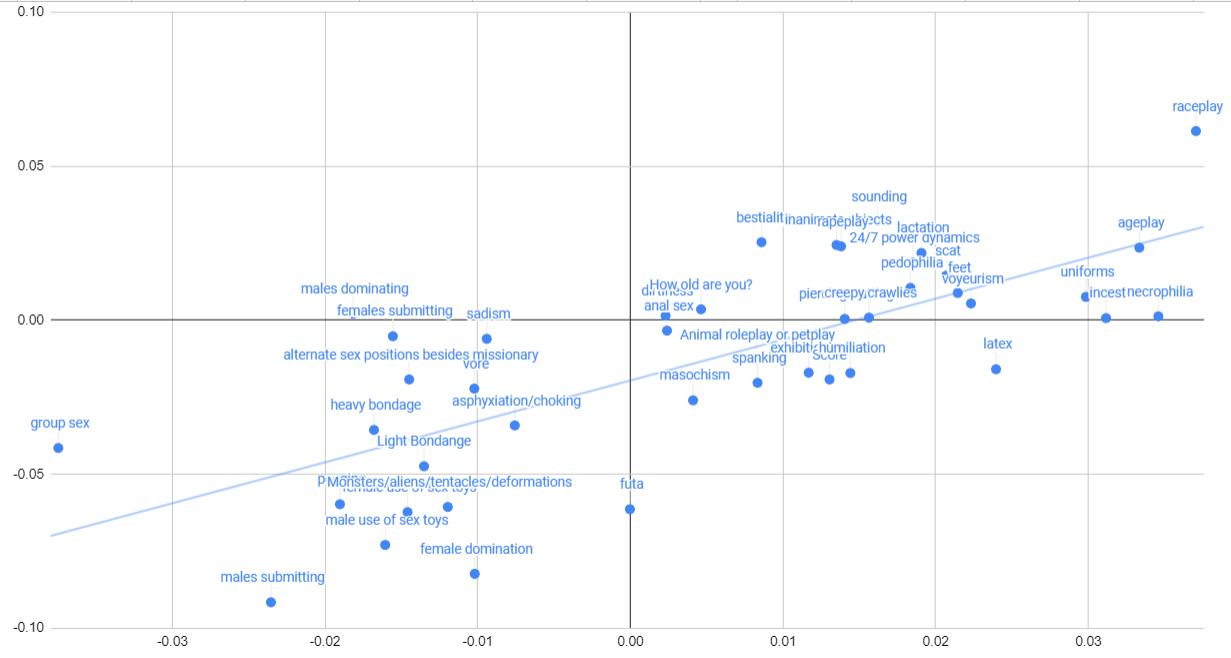 0.10
raceplay
0.05
sounding
ageplay
lactation
24/7 power dynamics
scat
pedophilia
feet
uniforms
voyeurism
How old are you?
males dominating
incest
necrophilia
anal sex
females submitting
sadism
0.00
Animal roleplay or petplay
latex
humiliation
alternate sex positions besides missionary
spanking
vore
masochism
asphyxiation/choking
heavy bondage
group sex
Light Bondange
-0.05
Monsters/aliens/tentacles/deformations
futa
male use of sex toys
female domination
males submitting
-0.10
-0.03
-0.02
-0.01
0.00
0.01
0.02
0.03